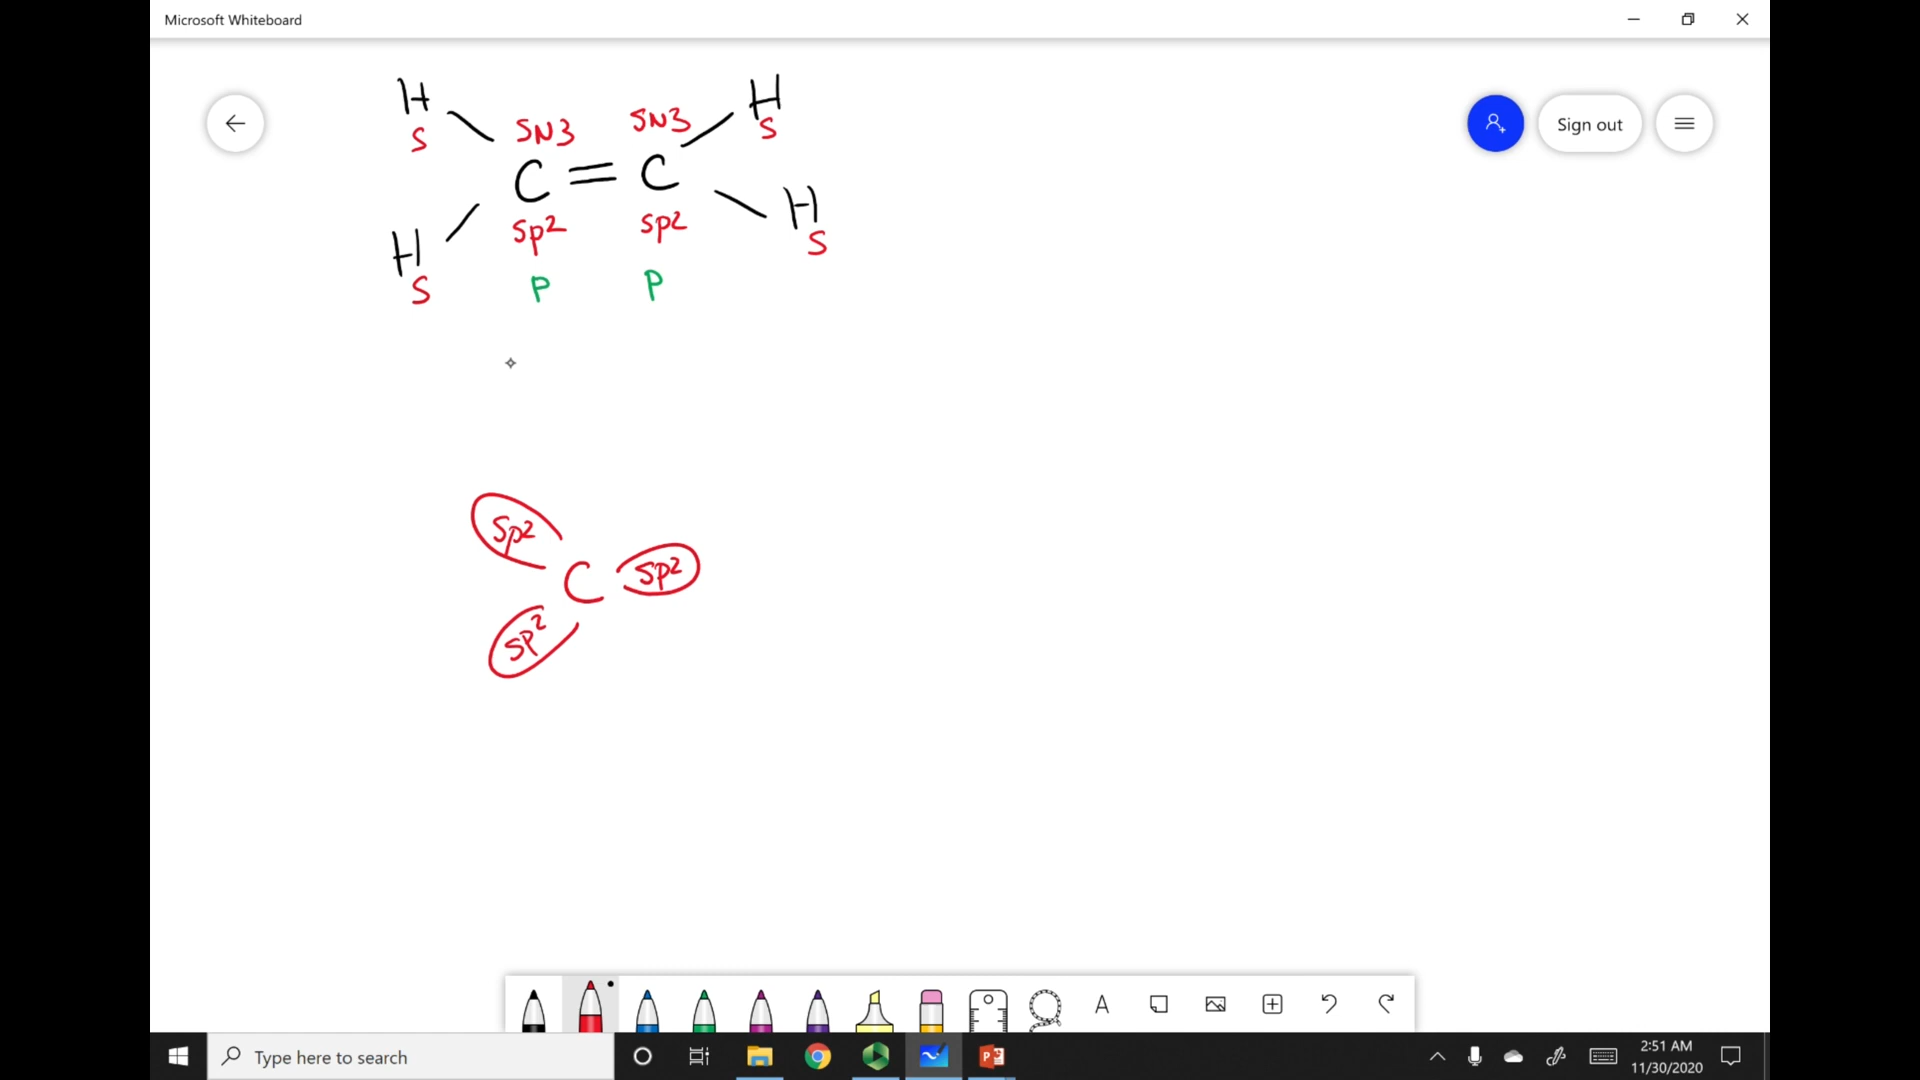 Microsoft Whiteboard
Sign out
H H
S SN3 SN3 S
C = C
H sp2 sp2 H
S P P S
sp2
C sp2
sp2
A
Type here to search
2:51 AM
11/30/2020